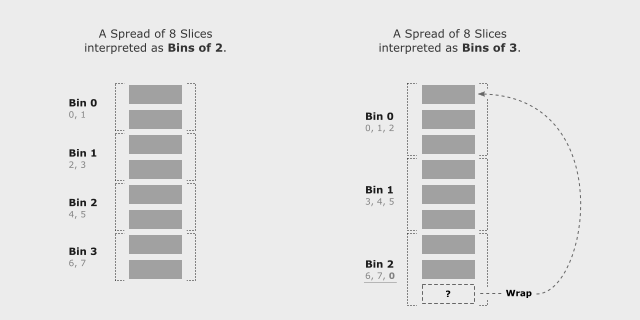 A Spread of 8 Slices
interpreted as Bins of 2.
Bin 0
0, 1
Bin 1
2, 3
Bin 2
4, 5
Bin 3
6, 7
A Spread of 8 Slices
interpreted as Bins of 3.
Bin 0
0, 1, 2
Bin 1
3, 4, 5
Bin 2
6, 7, 0
?
Wrap